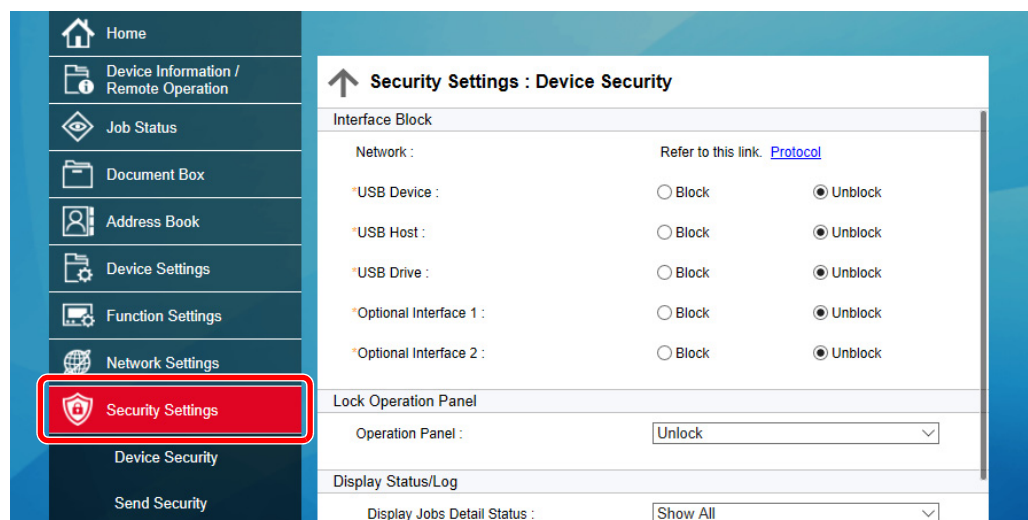 Home
Device Information /
Remote Operation
Job Status
Document Box
Address Book
Device Settings
Function Settings
Network Settings
Security Settings
Device Security
Send Security
Security Settings : Device Security
Interface Block
Network : Refer to this link. Protocol
*USB Device : Block Unblock
*USB Host : Block Unblock
*USB Drive : Block Unblock
*Optional Interface 1 : Block Unblock
*Optional Interface 2 : Block Unblock
Lock Operation Panel
Operation Panel : Unlock
Display Status/Log
Display Jobs Detail Status : Show All